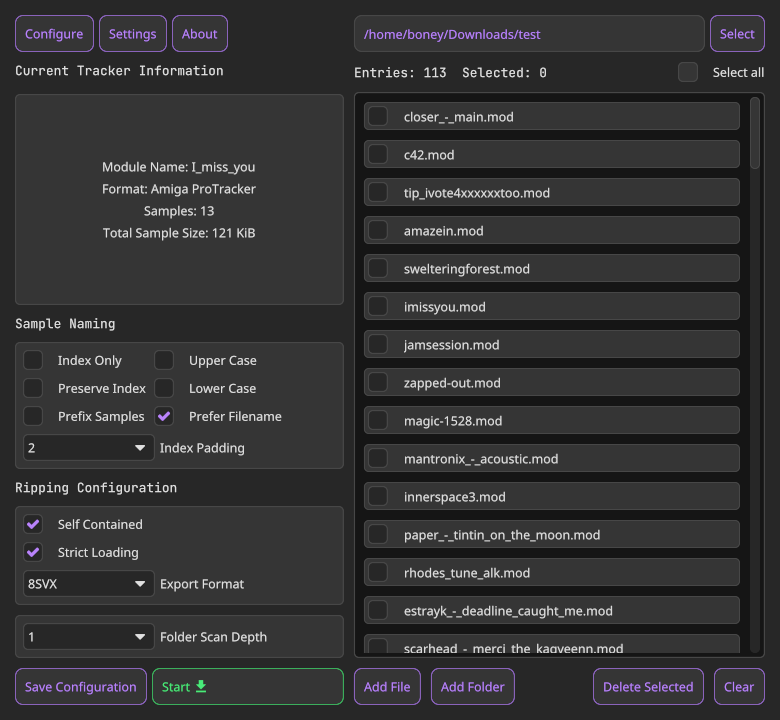 Configure Settings About
/home/boney/Downloads/test Select
Current Tracker Information
Entries: 113 Selected: 0 Select all
Module Name: I_miss_you
Format: Amiga ProTracker
Samples: 13
Total Sample Size: 121 KiB
Sample Naming
Index Only Upper Case
Preserve Index Lower Case
Prefix Samples Prefer Filename
2 Index Padding
Ripping Configuration
Self Contained
Strict Loading
8SVX Export Format
1 Folder Scan Depth
Save Configuration Start
closer_-_main.mod
c42.mod
tip_ivote4xxxxxxtoo.mod
amazein.mod
swelteringforest.mod
imissyou.mod
jamsession.mod
zapped-out.mod
magic-1528.mod
mantronix_-_acoustic.mod
innerspace3.mod
paper_-_tintin_on_the_moon.mod
rhodes_tune_alk.mod
estrayk_-_deadline_caught_me.mod
scarhead_-_merci_the_kaqyeenn.mod
Add File Add Folder Delete Selected Clear